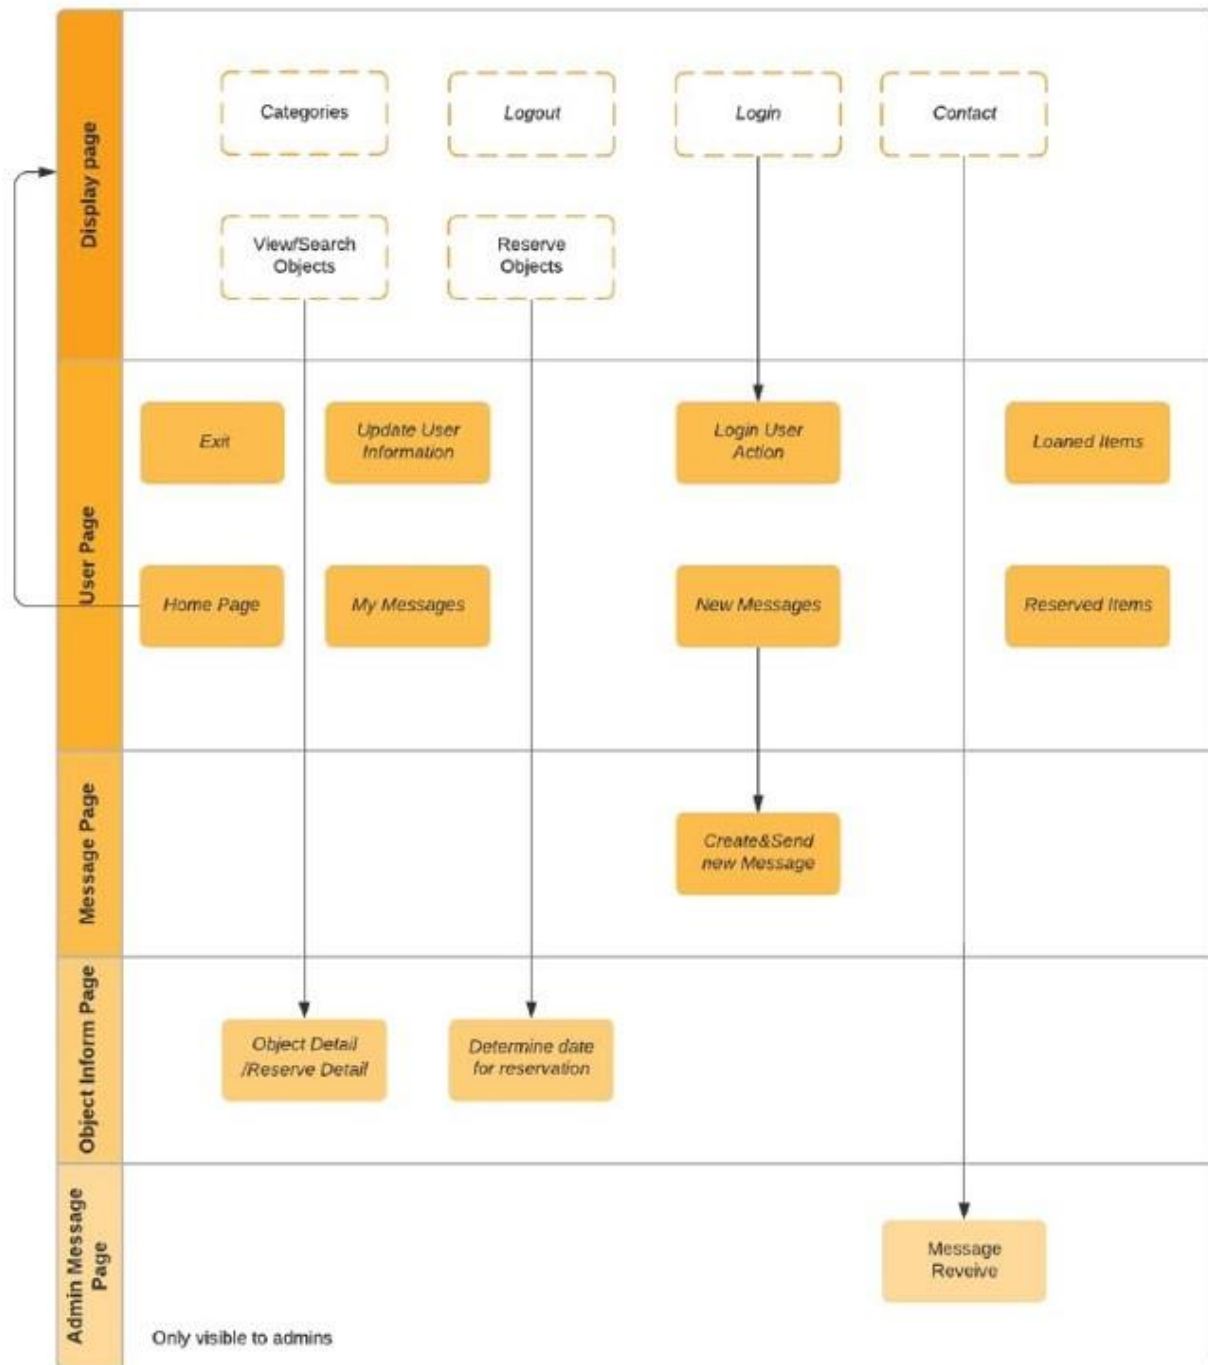 Display page
Categories
Logout
Login
Contact
View/Search
Objects
Reserve
Objects
User Page
Exit
Update User
Information
Login User
Action
Loaned Items
Home Page
My Messages
New Messages
Reserved Items
Message Page
Create&Send
new Message
Object Inform Page
Object Detail
/Reserve Detail
Determine date
for reservation
Admin Message
Page
Message
Reveive
Only visible to admins